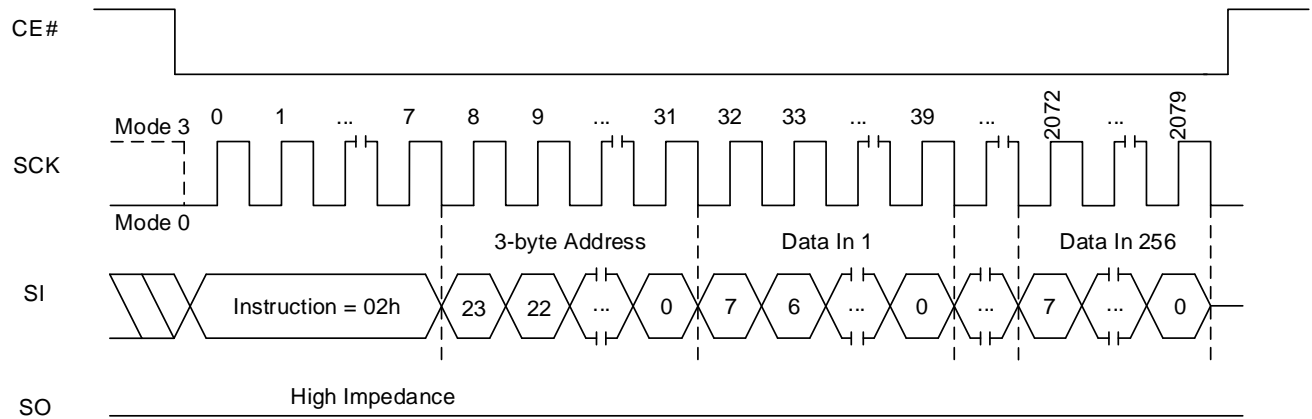 CE#
0 1 ... 7 8 9 ... 31 32 33 ... 39 ... 2072 ... 2079
Mode 3
SCK
Mode 0
3-byte Address Data In 1 Data In 256
SI
Instruction = 02h 23 22 ... 0 7 6 ... 0 ... 7 ... 0
High Impedance
SO